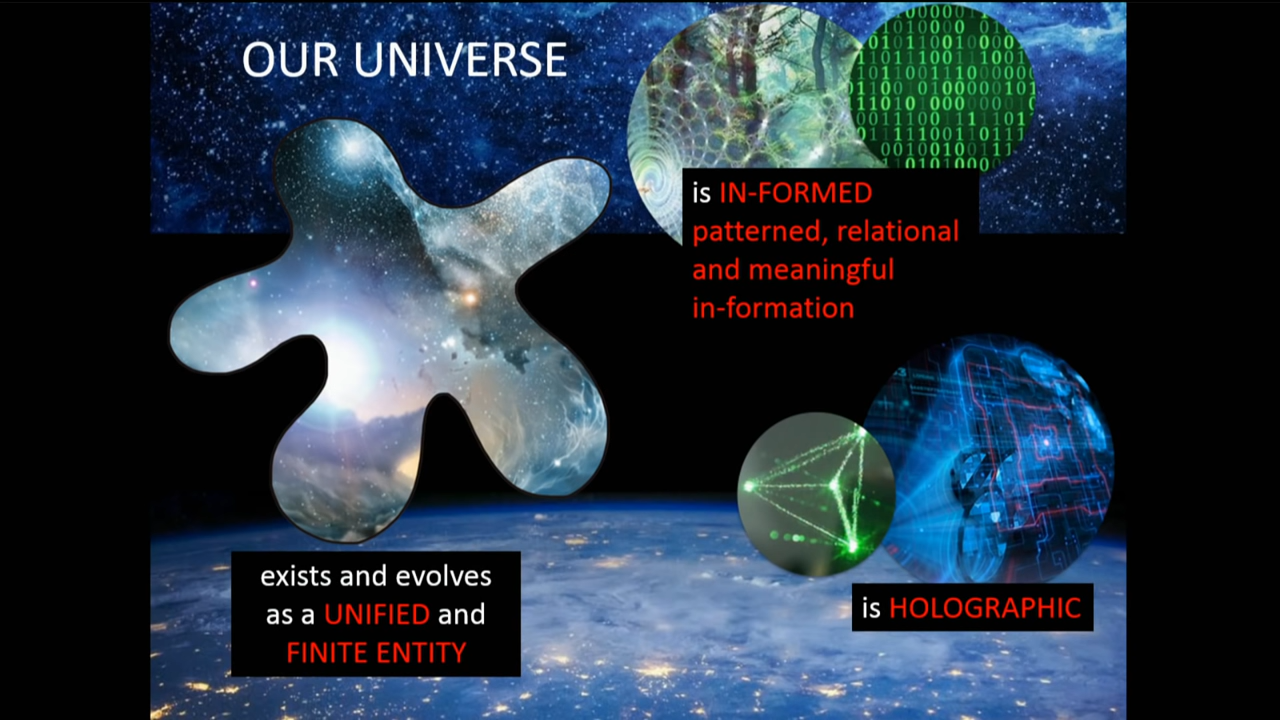 OUR UNIVERSE
is IN-FORMED
patterned, relational
and meaningful
in-formation
exists and evolves
as a UNIFIED and
FINITE ENTITY
is HOLOGRAPHIC